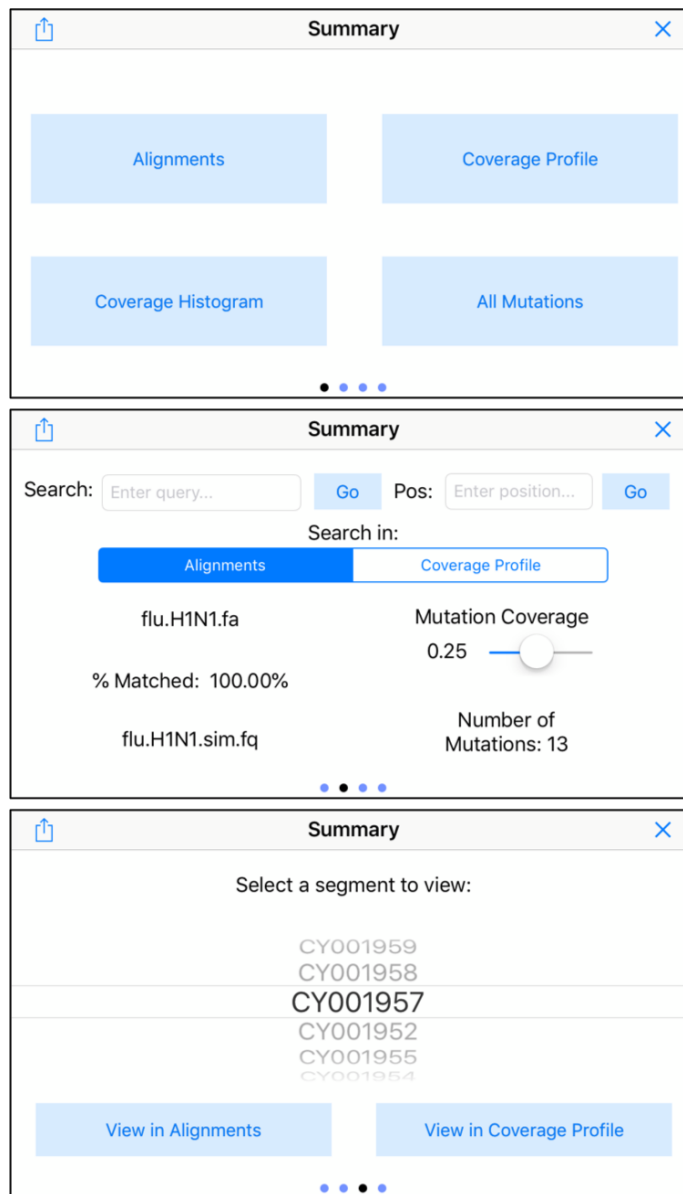 Summary
Alignments
Coverage Profile
Coverage Histogram
All Mutations
Summary
Search: Enter query... Go Pos: Enter position... Go
Search in:
Alignments Coverage Profile
flu.H1N1.fa
Mutation Coverage
0.25
% Matched: 100.00%
flu.H1N1.sim.fq
Number of
Mutations: 13
Summary
Select a segment to view:
CY001959
CY001958
CY001957
CY001952
CY001955
CY001954
View in Alignments
View in Coverage Profile